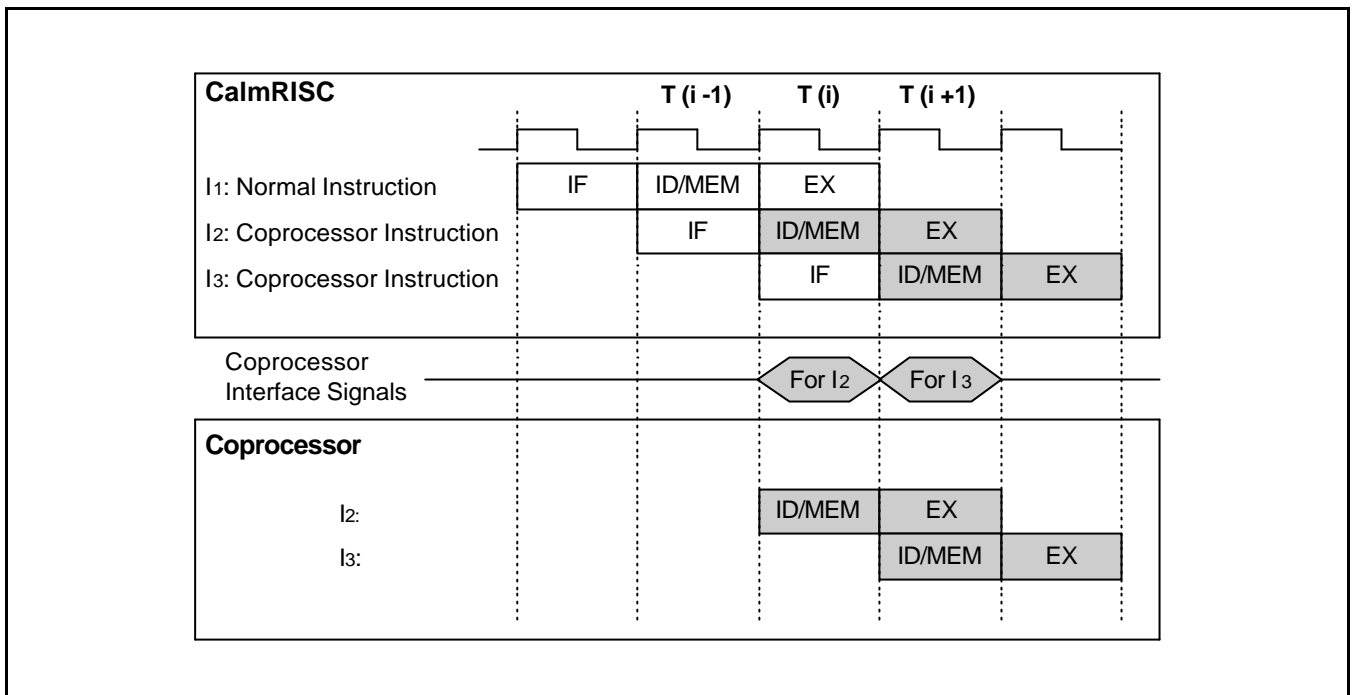 CalmRISC
T (i -1) T (i) T (i +1)
I1: Normal Instruction IF ID/MEM EX
I2: Coprocessor Instruction IF ID/MEM EX
I3: Coprocessor Instruction IF ID/MEM EX
Coprocessor
Interface Signals
For I2 For I3
Coprocessor
I2: ID/MEM EX
I3: ID/MEM EX